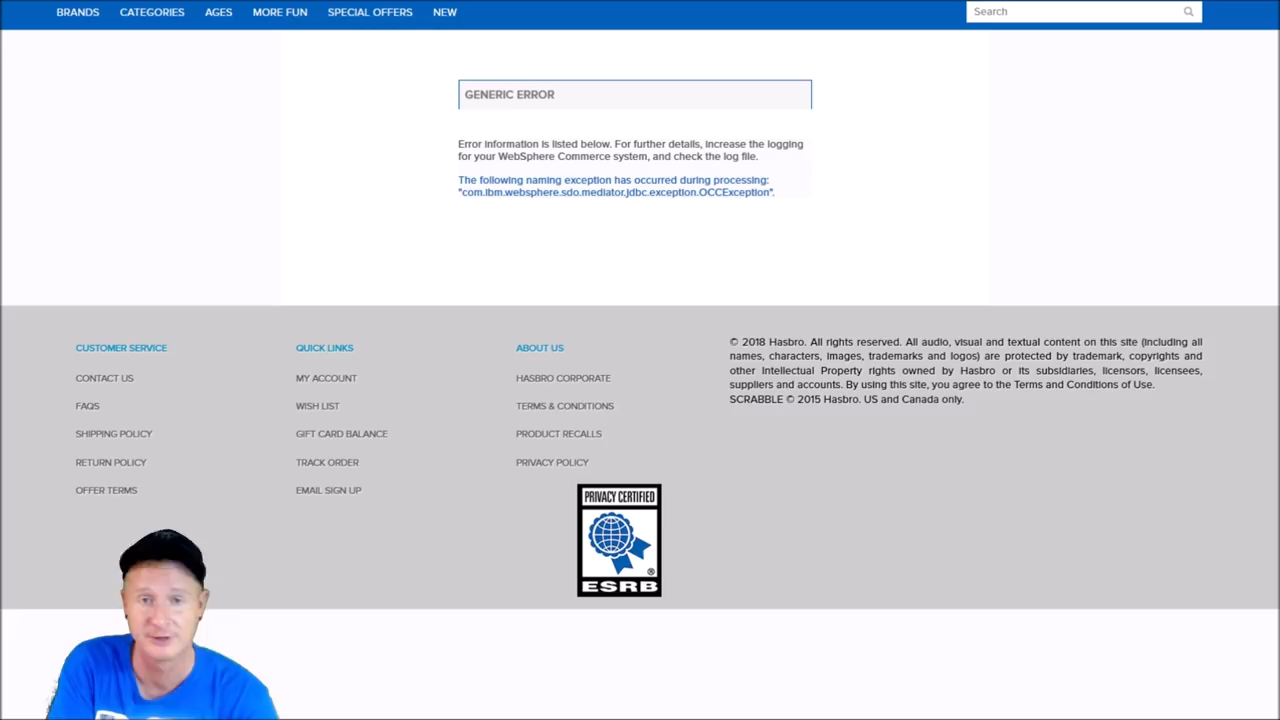 BRANDS CATEGORIES AGES MORE FUN SPECIAL OFFERS NEW Search
GENERIC ERROR
Error information is listed below. For further details, increase the logging
for your WebSphere Commerce system, and check the log file.
The following naming exception has occurred during processing:
"com.ibm.websphere.sdo.mediator.jdbc.exception.OCCException".
CUSTOMER SERVICE
CONTACT US
FAQS
SHIPPING POLICY
RETURN POLICY
OFFER TERMS
QUICK LINKS
MY ACCOUNT
WISH LIST
GIFT CARD BALANCE
TRACK ORDER
EMAIL SIGN UP
ABOUT US
HASBRO CORPORATE
TERMS & CONDITIONS
PRODUCT RECALLS
PRIVACY POLICY
PRIVACY CERTIFIED
®
ESRB
© 2018 Hasbro. All rights reserved. All audio, visual and textual content on this site (including all
names, characters, images, trademarks and logos) are protected by trademark, copyrights and
other Intellectual Property rights owned by Hasbro or its subsidiaries, licensors, licensees,
suppliers and accounts. By using this site, you agree to the Terms and Conditions of Use.
SCRABBLE © 2015 Hasbro. US and Canada only.